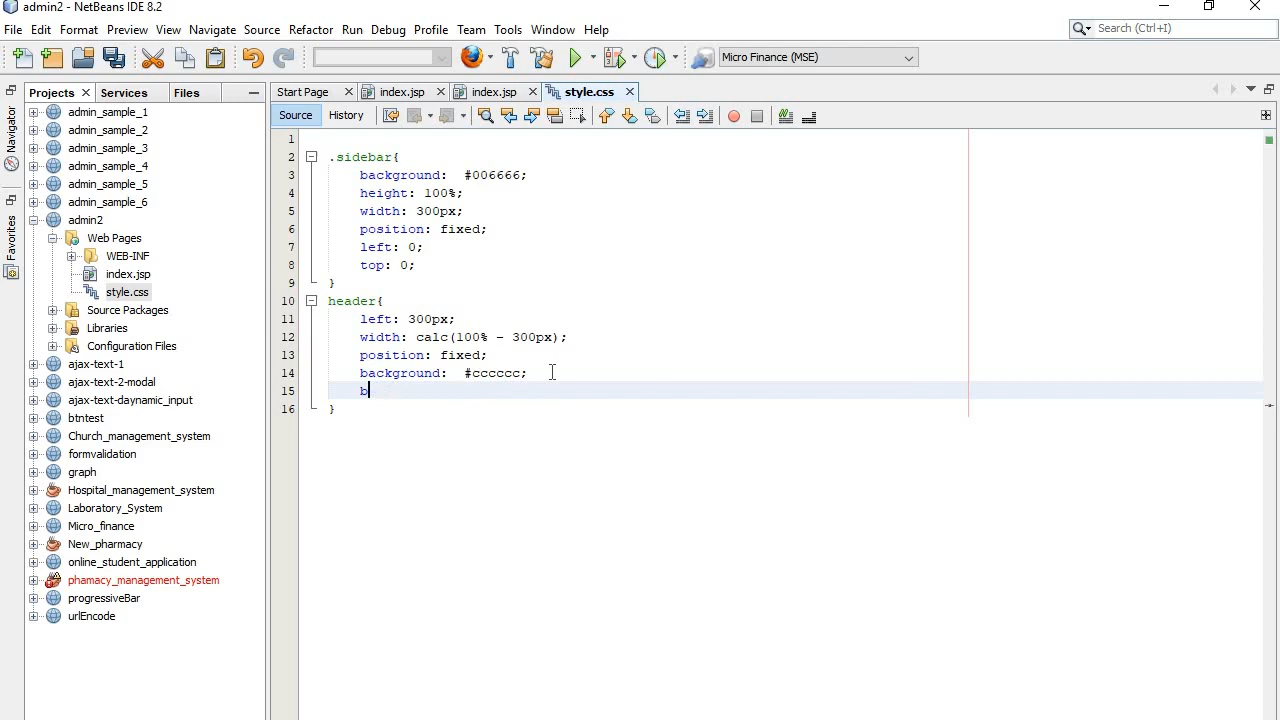 admin2 - NetBeans IDE 8.2
File Edit Format Preview View Navigate Source Refactor Run Debug Profile Team Tools Window Help
Search (Ctrl+I)
Micro Finance (MSE)
Projects Services Files
Start Page index.jsp index.jsp style.css
Source History
Navigator
Favorites
admin_sample_1
admin_sample_2
admin_sample_3
admin_sample_4
admin_sample_5
admin_sample_6
admin2
Web Pages
WEB-INF
index.jsp
style.css
Source Packages
Libraries
Configuration Files
ajax-text-1
ajax-text-2-modal
ajax-text-daynamic_input
btntest
Church_management_system
formvalidation
graph
Hospital_management_system
Laboratory_System
Micro_finance
New_pharmacy
online_student_application
phamacy_management_system
progressiveBar
urlEncode
1
2 .sidebar{
3 background: #006666;
4 height: 100%;
5 width: 300px;
6 position: fixed;
7 left: 0;
8 top: 0;
9 }
10 header{
11 left: 300px;
12 width: calc(100% - 300px);
13 position: fixed;
14 background: #cccccc;
15 b
16 }